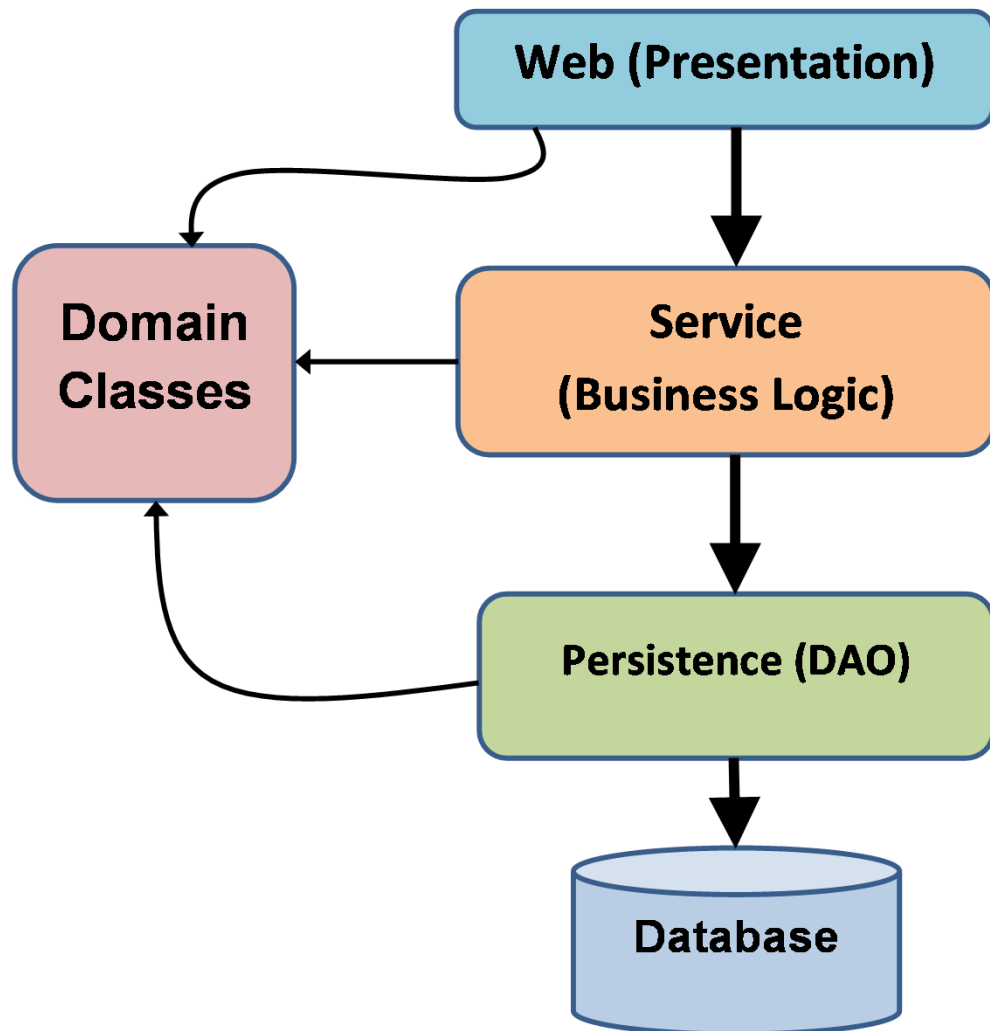 Web (Presentation)
Domain
Classes
Service
(Business Logic)
Persistence (DAO)
Database